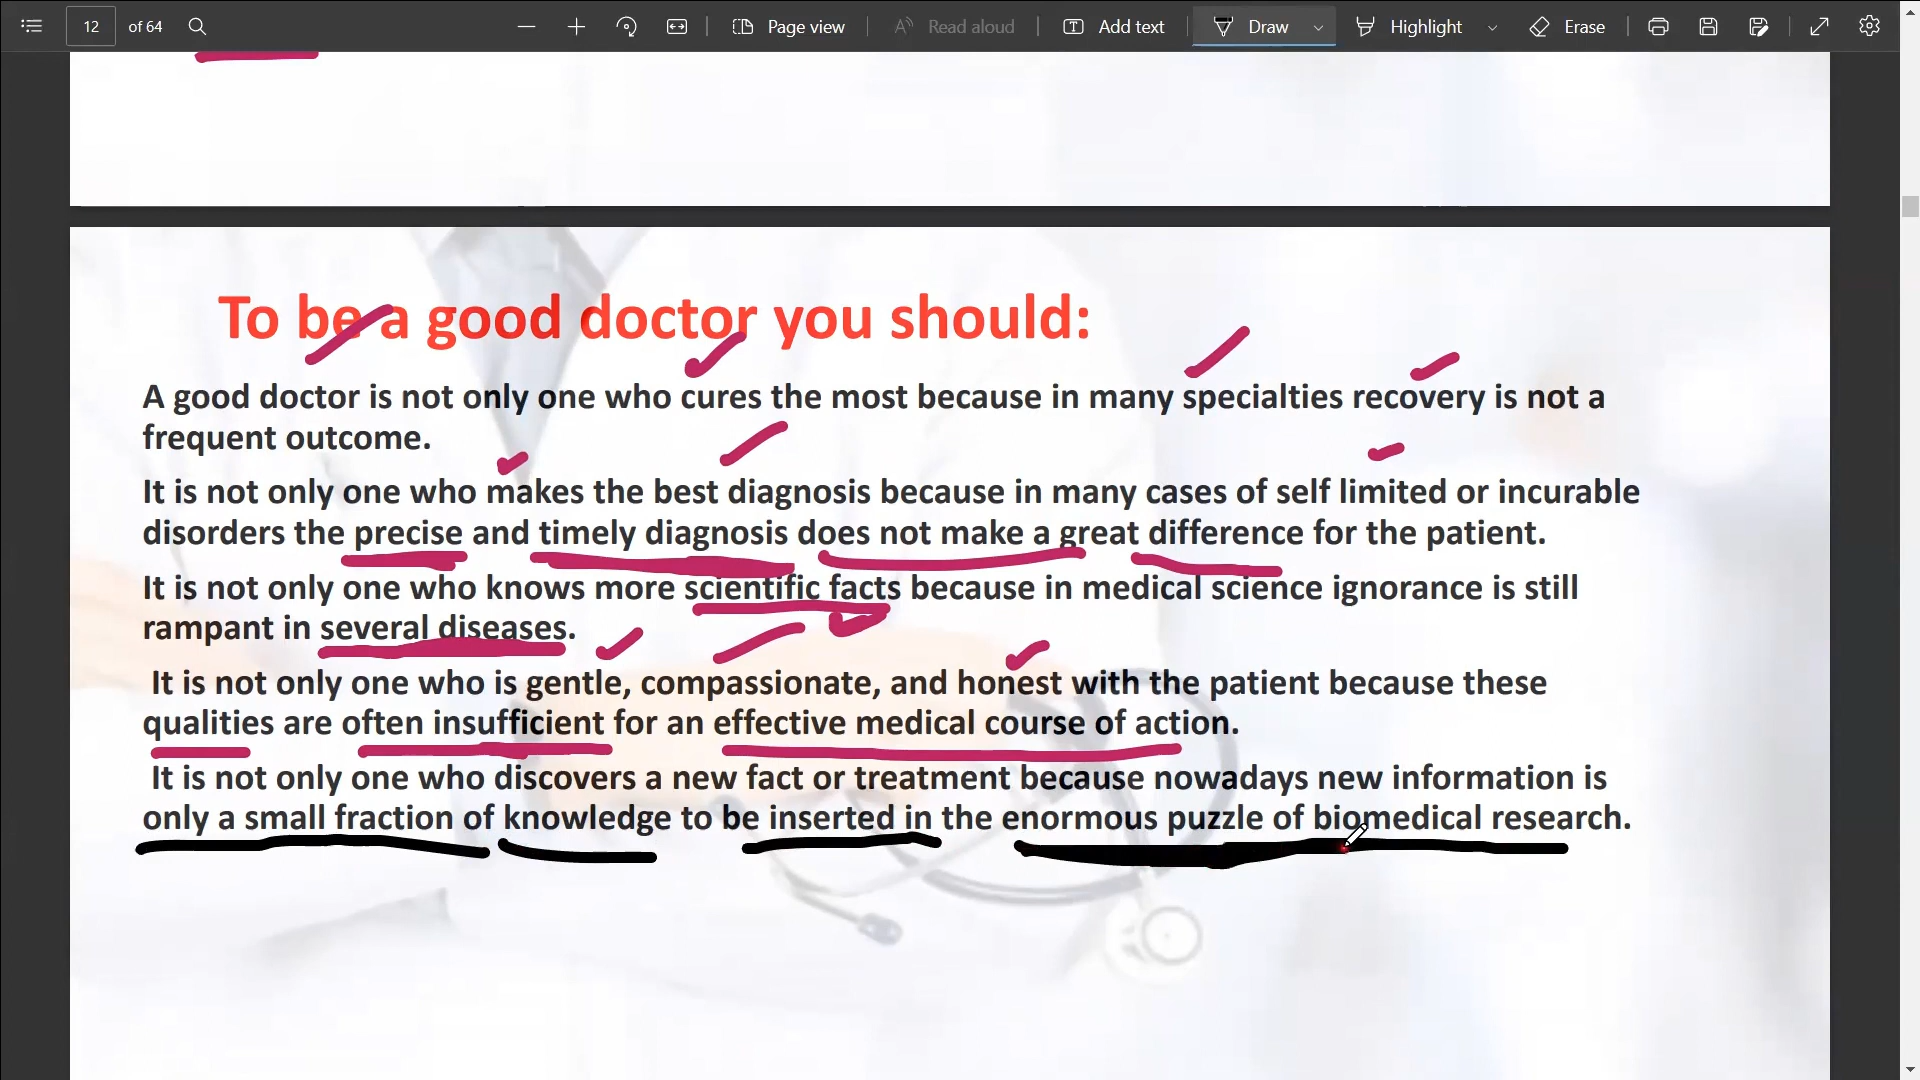 12 of 64 Page view Read aloud Add text Draw Highlight Erase
To be a good doctor you should:
A good doctor is not only one who cures the most because in many specialties recovery is not a
frequent outcome.
It is not only one who makes the best diagnosis because in many cases of self limited or incurable
disorders the precise and timely diagnosis does not make a great difference for the patient.
It is not only one who knows more scientific facts because in medical science ignorance is still
rampant in several diseases.
It is not only one who is gentle, compassionate, and honest with the patient because these
qualities are often insufficient for an effective medical course of action.
It is not only one who discovers a new fact or treatment because nowadays new information is
only a small fraction of knowledge to be inserted in the enormous puzzle of biomedical research.